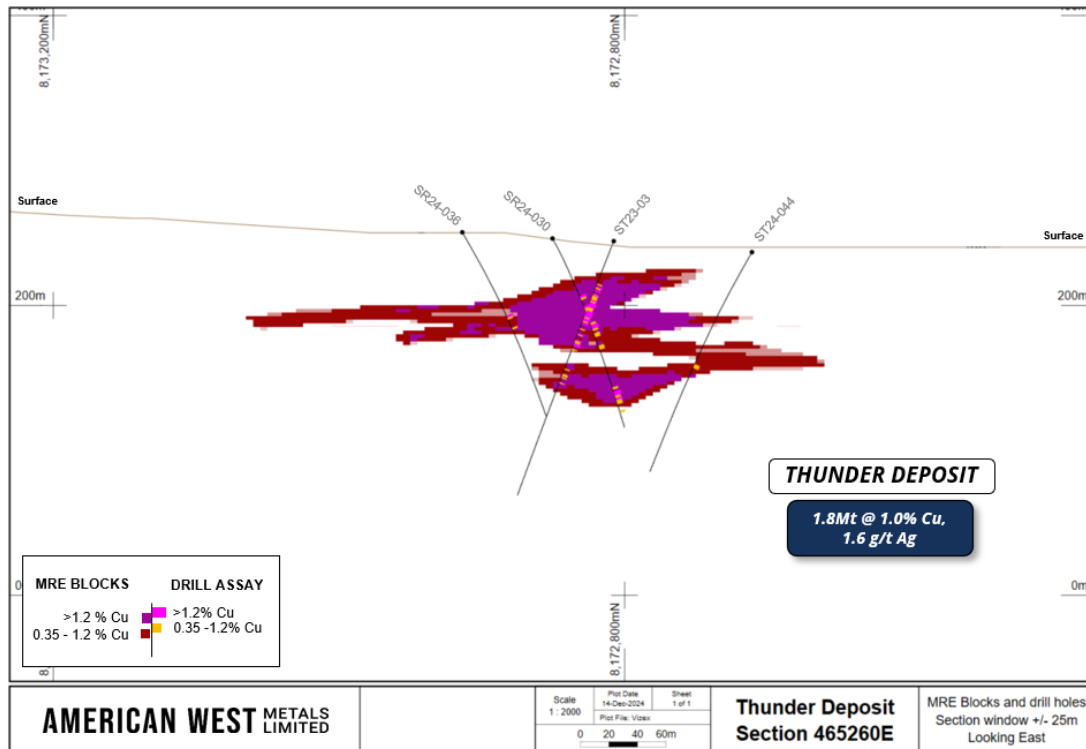 8,173,200mN
8,172,800mN
Surface
SR24-036
SR24-030
ST23-03
ST24-044
Surface
200m
200m
THUNDER DEPOSIT
1.8Mt @ 1.0% Cu,
1.6 g/t Ag
0m
MRE BLOCKS DRILL ASSAY
>1.2 % Cu >1.2% Cu
0.35 - 1.2 % Cu 0.35 -1.2% Cu
8,172,800mN
AMERICAN WEST METALS LIMITED
Scale
1 : 2000
Plot Date
14-Dec-2024
Sheet
1 of 1
Plot File: Vizex
0 20 40 60m
Thunder Deposit
Section 465260E
MRE Blocks and drill holes
Section window +/- 25m
Looking East